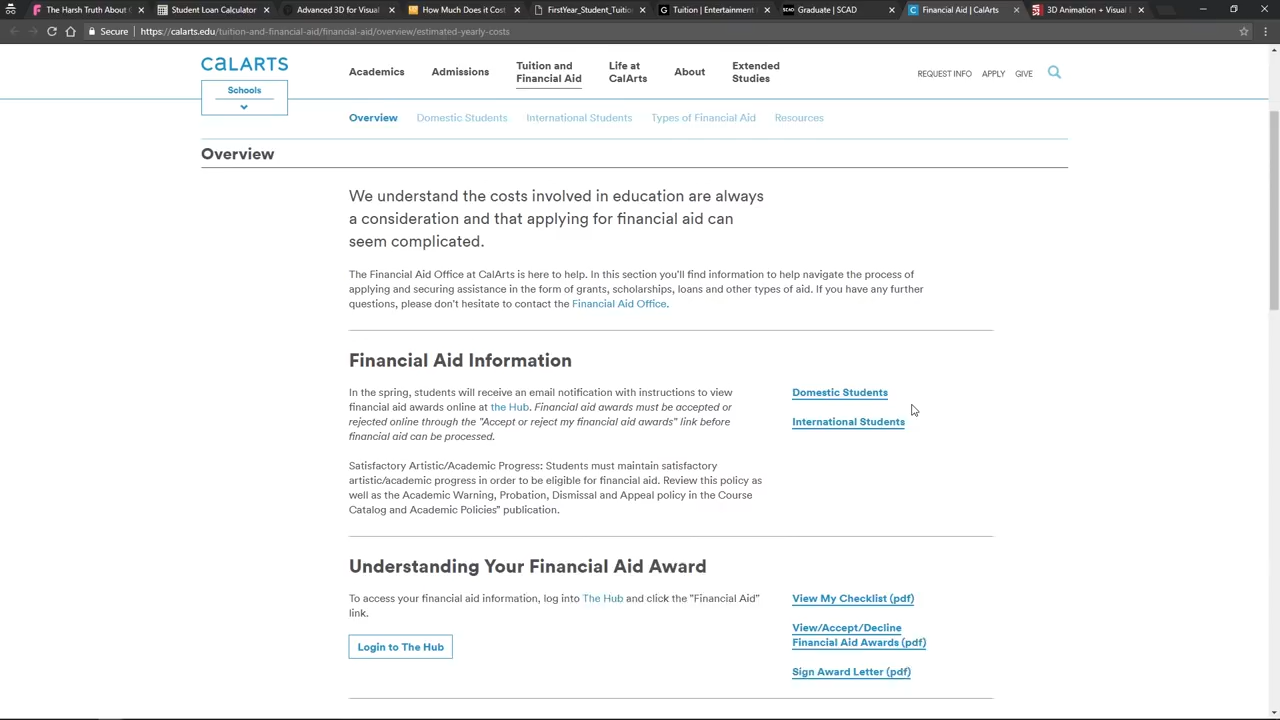 The Harsh Truth About
Student Loan Calculator
Advanced 3D for Visual
How Much Does it Cost
FirstYear_Student_Tuitio
Tuition | Entertainment
Graduate | SCAD
Financial Aid | CalArts
3D Animation + Visual
Secure | https://calarts.edu/tuition-and-financial-aid/financial-aid/overview/estimated-yearly-costs
CALARTS
Schools
Academics
Admissions
Tuition and
Financial Aid
Life at
CalArts
About
Extended
Studies
REQUEST INFO APPLY GIVE
Overview Domestic Students International Students Types of Financial Aid Resources
Overview
We understand the costs involved in education are always
a consideration and that applying for financial aid can
seem complicated.
The Financial Aid Office at CalArts is here to help. In this section you'll find information to help navigate the process of
applying and securing assistance in the form of grants, scholarships, loans and other types of aid. If you have any further
questions, please don't hesitate to contact the Financial Aid Office.
Financial Aid Information
In the spring, students will receive an email notification with instructions to view
financial aid awards online at the Hub. Financial aid awards must be accepted or
rejected online through the "Accept or reject my financial aid awards" link before
financial aid can be processed.
Satisfactory Artistic/Academic Progress: Students must maintain satisfactory
artistic/academic progress in order to be eligible for financial aid. Review this policy as
well as the Academic Warning, Probation, Dismissal and Appeal policy in the Course
Catalog and Academic Policies" publication.
Domestic Students
International Students
Understanding Your Financial Aid Award
To access your financial aid information, log into The Hub and click the "Financial Aid"
link.
Login to The Hub
View My Checklist (pdf)
View/Accept/Decline
Financial Aid Awards (pdf)
Sign Award Letter (pdf)